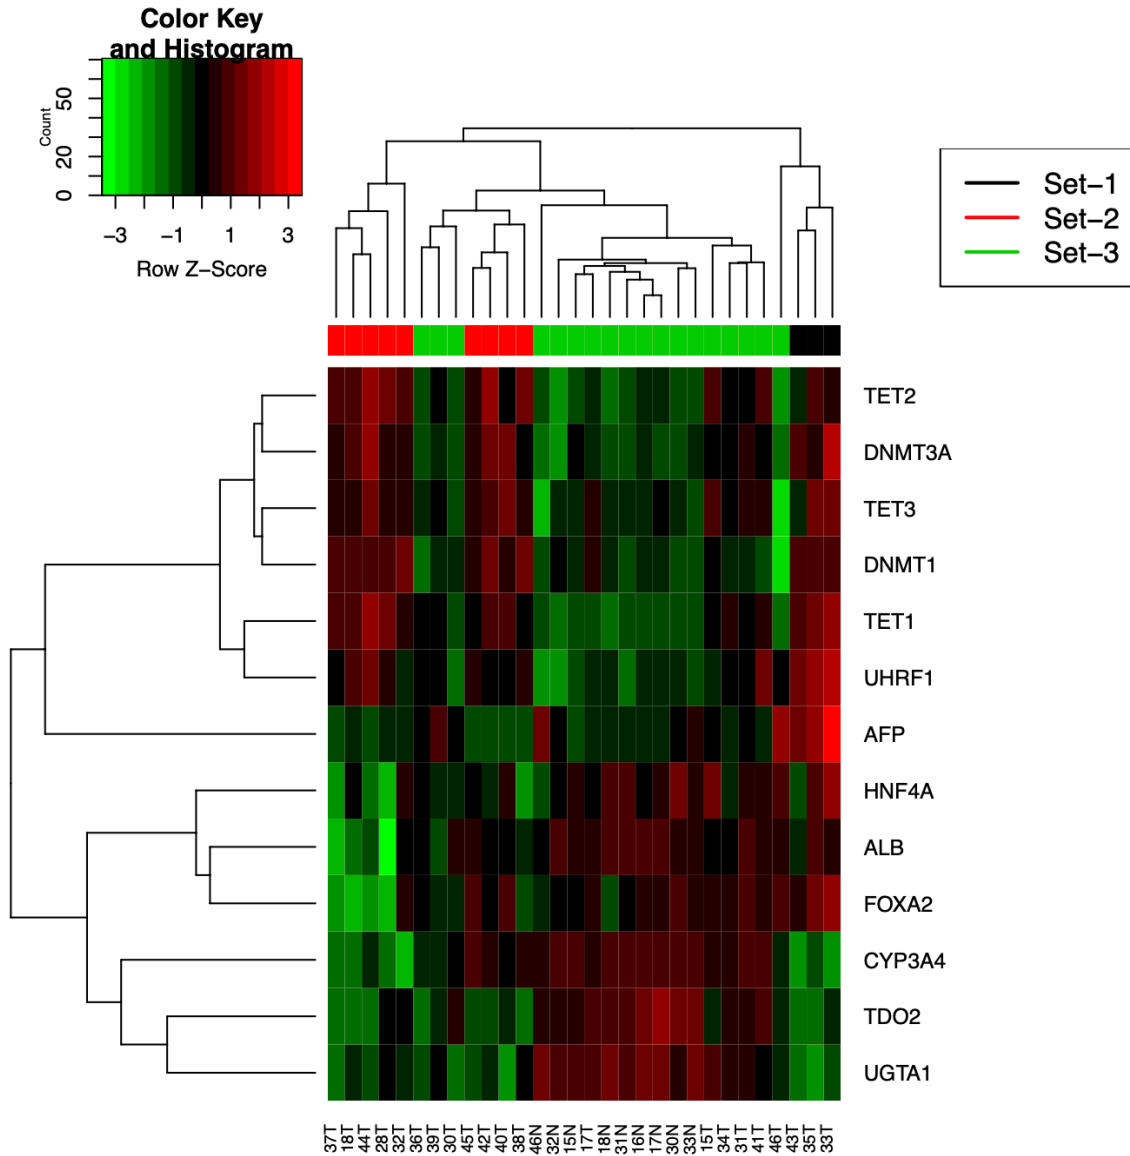 Color Key
and Histogram
Count
0 20 50
−3 −1 1 3
Row Z−Score
Set−1
Set−2
Set−3
TET2
DNMT3A
TET3
DNMT1
TET1
UHRF1
AFP
HNF4A
ALB
FOXA2
CYP3A4
TDO2
UGTA1
37T 18T 44T 28T 32T 36T 39T 30T 45T 42T 40T 38T 46N 32N 15N 17T 18N 31N 16N 17N 30N 33N 15T 34T 31T 41T 46T 43T 35T 33T